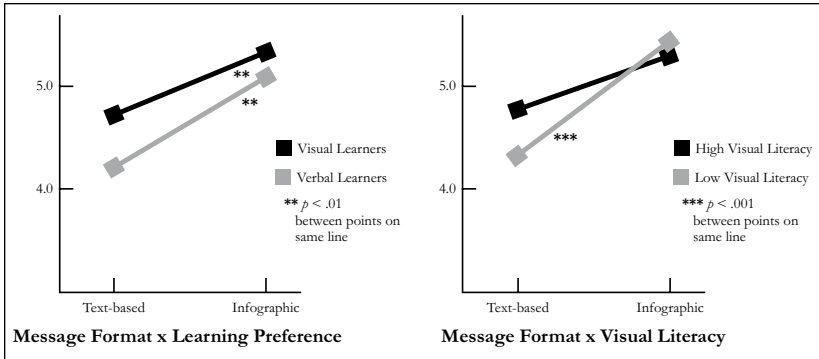 5.0
4.0
**
**
Visual Learners
Verbal Learners
** p < .01
between points on
same line
Text-based
Infographic
Message Format x Learning Preference
5.0
4.0
***
High Visual Literacy
Low Visual Literacy
*** p < .001
between points on
same line
Text-based
Infographic
Message Format x Visual Literacy